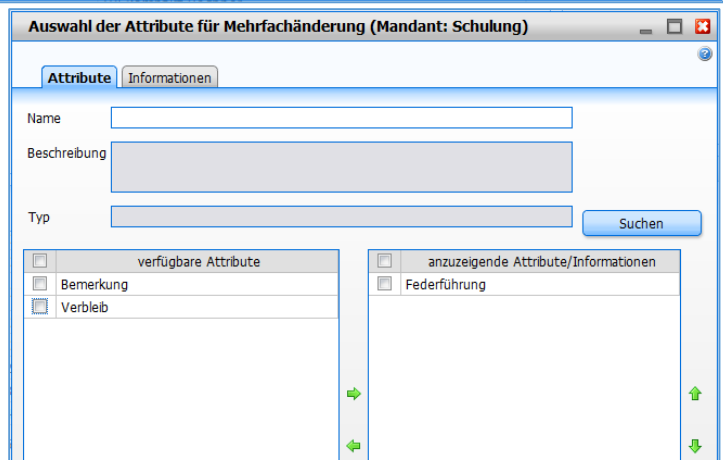 Auswahl der Attribute für Mehrfachänderung (Mandant: Schulung)
Attribute Informationen
Name
Beschreibung
Typ
Suchen
verfügbare Attribute anzuzeigende Attribute/Informationen
Bemerkung Federführung
Verbleib